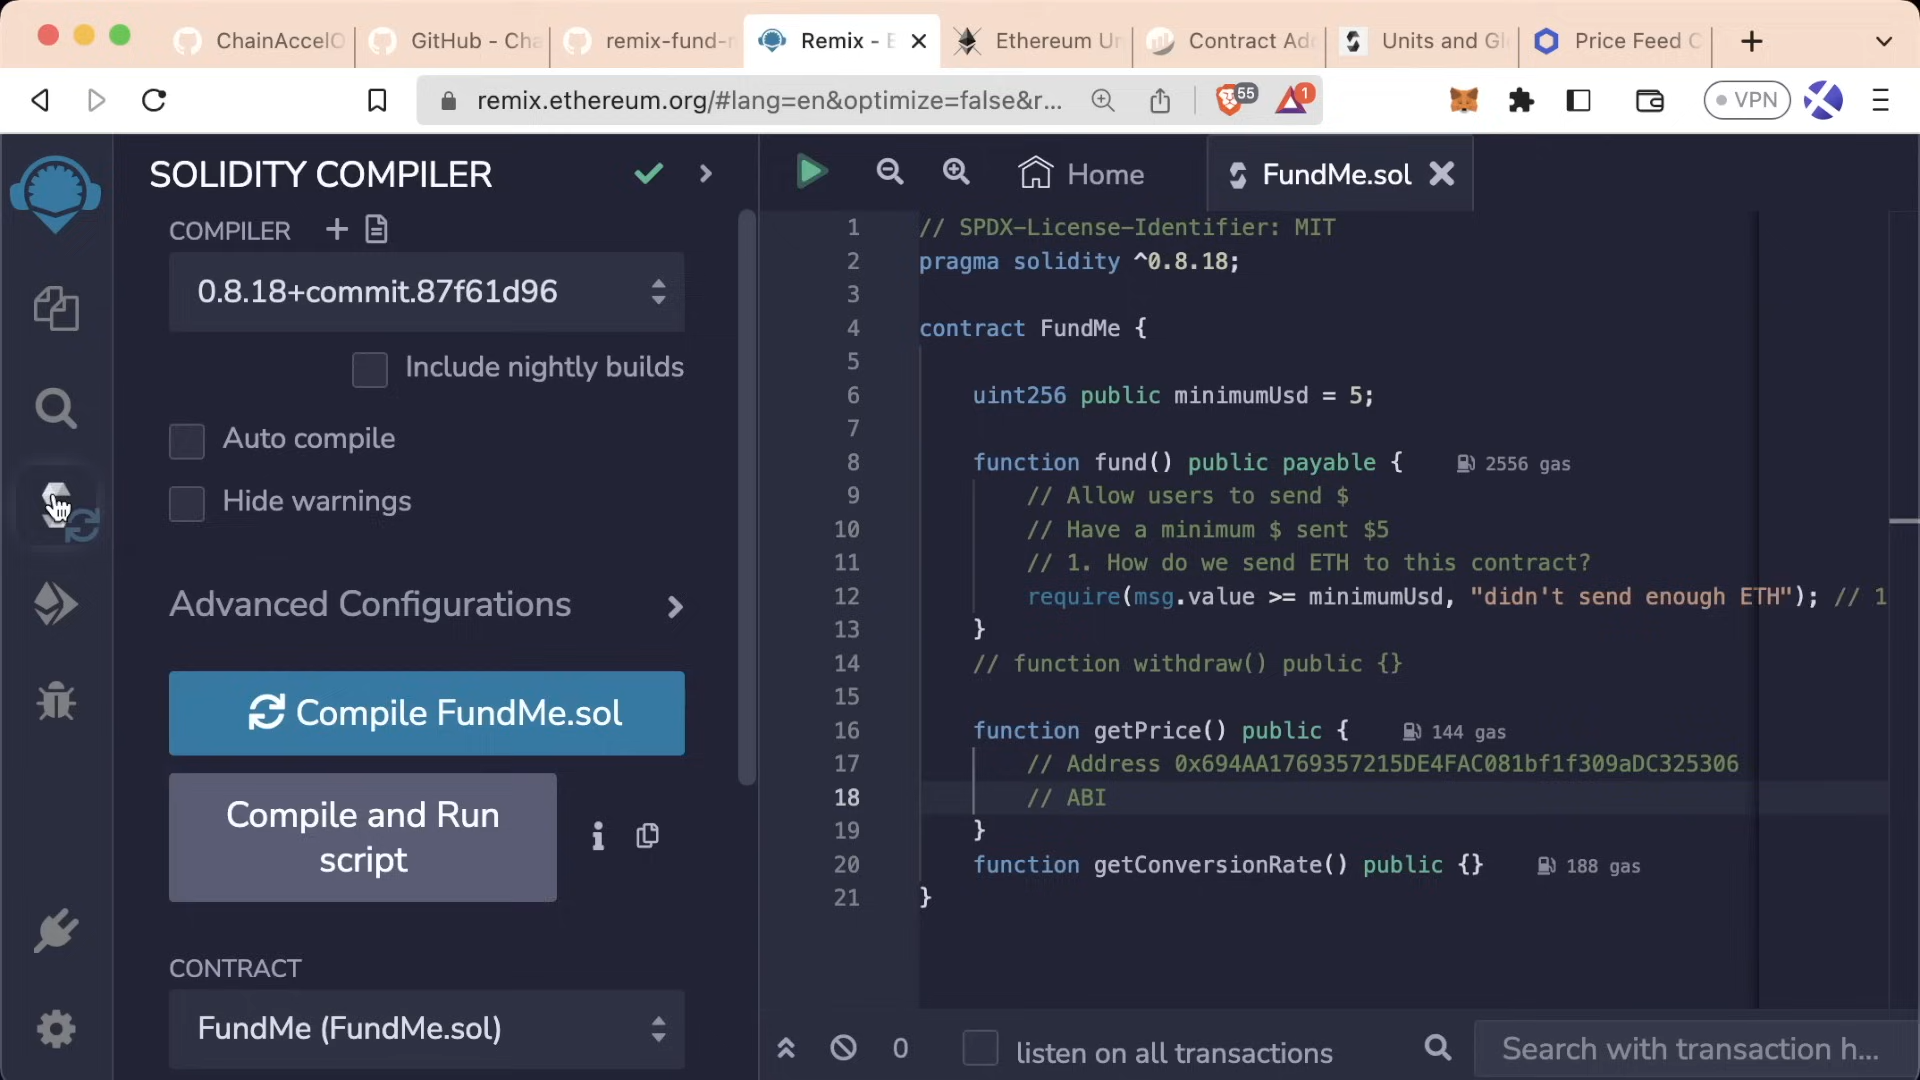 ChainAccelO
GitHub - Cha
remix-fund-m
Remix - E
Ethereum Un
Contract Add
Units and Gl
Price Feed C
remix.ethereum.org/#lang=en&optimize=false&r...
55
1
VPN
SOLIDITY COMPILER
COMPILER
0.8.18+commit.87f61d96
Include nightly builds
Auto compile
Hide warnings
Advanced Configurations
Compile FundMe.sol
Compile and Run
script
CONTRACT
FundMe (FundMe.sol)
Home
FundMe.sol
1 // SPDX-License-Identifier: MIT
2 pragma solidity ^0.8.18;
3
4 contract FundMe {
5
6 uint256 public minimumUsd = 5;
7
8 function fund() public payable { 2556 gas
9 // Allow users to send $
10 // Have a minimum $ sent $5
11 // 1. How do we send ETH to this contract?
12 require(msg.value >= minimumUsd, "didn't send enough ETH"); // 1
13 }
14 // function withdraw() public {}
15
16 function getPrice() public { 144 gas
17 // Address 0x694AA1769357215DE4FAC081bf1f309aDC325306
18 // ABI
19 }
20 function getConversionRate() public {} 188 gas
21 }
0
listen on all transactions
Search with transaction h...